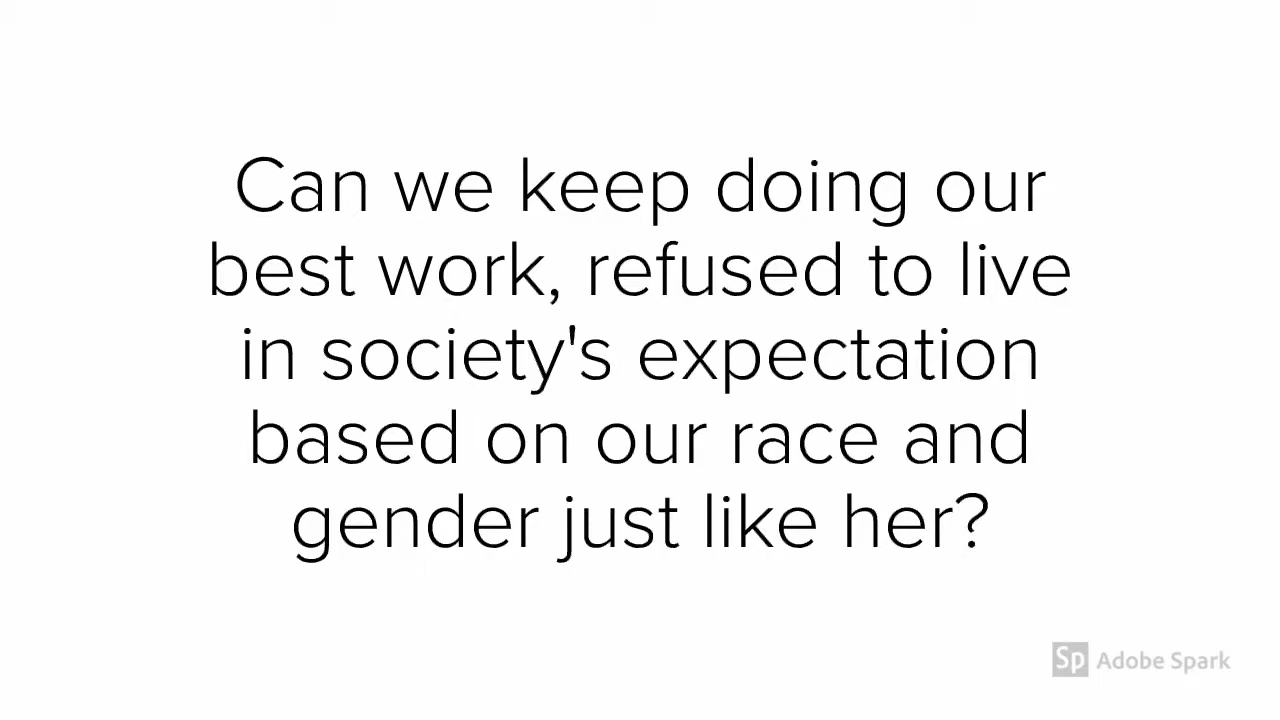 Can we keep doing our
best work, refused to live
in society's expectation
based on our race and
gender just like her?
Sp Adobe Spark